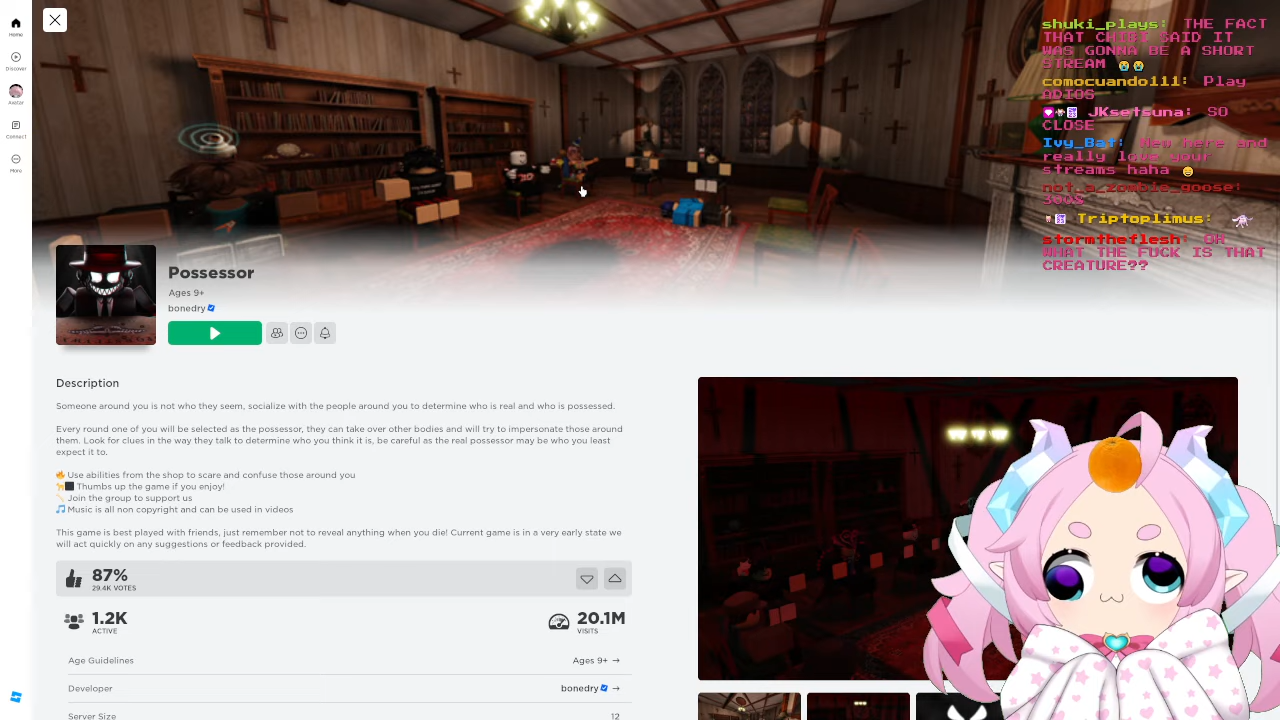 Home
Discover
Avatar
Connect
More
Possessor
Ages 9+
bonedry
Description
Someone around you is not who they seem, socialize with the people around you to determine who is real and who is possessed.
Every round one of you will be selected as the possessor, they can take over other bodies and will try to impersonate those around
them. Look for clues in the way they talk to determine who you think it is, be careful as the real possessor may be who you least
expect it to.
🔥 Use abilities from the shop to scare and confuse those around you
Thumbs up the game if you enjoy!
Join the group to support us
🎵 Music is all non copyright and can be used in videos
This game is best played with friends, just remember not to reveal anything when you die! Current game is in a very early state we
will act quickly on any suggestions or feedback provided.
87%
29.4K VOTES
1.2K
ACTIVE
20.1M
VISITS
Age Guidelines
Ages 9+ →
Developer
bonedry →
Server Size
12
shuki_plays: THE FACT
THAT CHIEF SAID IT
WAS GONNA BE A SHORT
STREAM 😭😭
comocuando111: Play
ADIOS
JKsetsuna: SO
CLOSE
Ivy_Bat: New here and
really love your
streams haha
not_a_zombie_goose:
Triptoplimus:
stormtheflesh: OH
WHAT THE FUCK IS THAT
CREATURE??